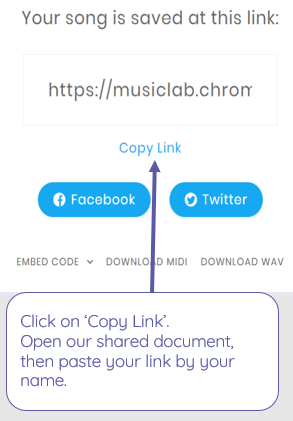 Your song is saved at this link:
https://musiclab.chrom
Copy Link
Facebook Twitter
EMBED CODE DOWNLOAD MIDI DOWNLOAD WAV
Click on ‘Copy Link’.
Open our shared document,
then paste your link by your
name.